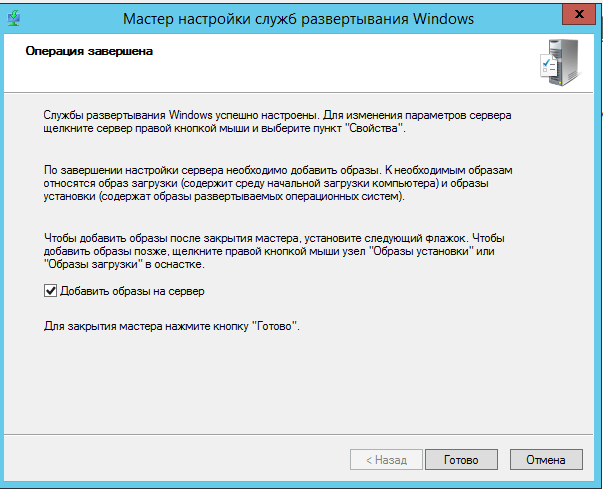 Мастер настройки служб развертывания Windows
Операция завершена
Службы развертывания Windows успешно настроены. Для изменения параметров сервера
щелкните сервер правой кнопкой мыши и выберите пункт "Свойства".
По завершении настройки сервера необходимо добавить образы. К необходимым образам
относятся образ загрузки (содержит среду начальной загрузки компьютера) и образы
установки (содержат образы развертываемых операционных систем).
Чтобы добавить образы после закрытия мастера, установите следующий флажок. Чтобы
добавить образы позже, щелкните правой кнопкой мыши узел "Образы установки" или
"Образы загрузки" в оснастке.
Добавить образы на сервер
Для закрытия мастера нажмите кнопку "Готово".
< Назад Готово Отмена